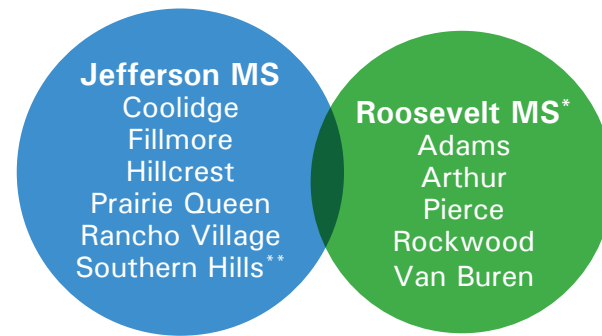 Jefferson MS
Coolidge
Fillmore
Hillcrest
Prairie Queen
Rancho Village
Southern Hills**
Roosevelt MS*
Adams
Arthur
Pierce
Rockwood
Van Buren